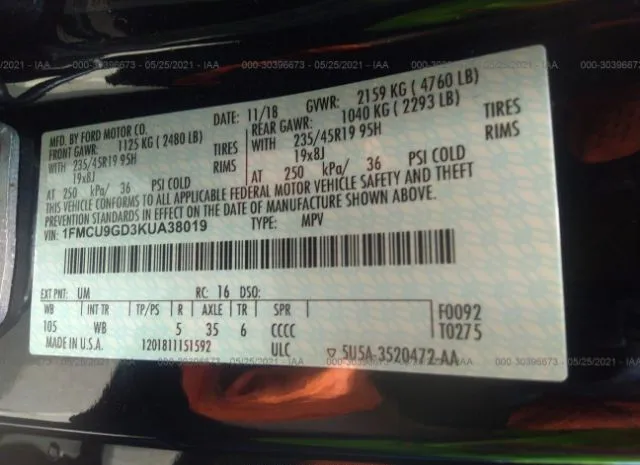 000-30396673 - 05/25/2021 - IAA
MFD. BY FORD MOTOR CO. DATE: 11/18 GVWR: 2159 KG ( 4760 LB)
FRONT GAWR: 1125 KG ( 2480 LB) REAR GAWR: 1040 KG ( 2293 LB)
WITH 235/45R19 95H TIRES WITH 235/45R19 95H TIRES
19x8J RIMS 19x8J RIMS
AT 250 kPa/ 36 PSI COLD AT 250 kPa/ 36 PSI COLD
THIS VEHICLE CONFORMS TO ALL APPLICABLE FEDERAL MOTOR VEHICLE SAFETY AND THEFT
PREVENTION STANDARDS IN EFFECT ON THE DATE OF MANUFACTURE SHOWN ABOVE.
VIN: 1FMCU9GD3KUA38019 TYPE: MPV
EXT PNT: UM RC: 16 DSO:
WB INT TR TP/PS R AXLE TR SPR F0092
105 WB 5 35 6 CCCC T0275
MADE IN U.S.A. 1201811151592 ULC 5U5A-3520472-AA